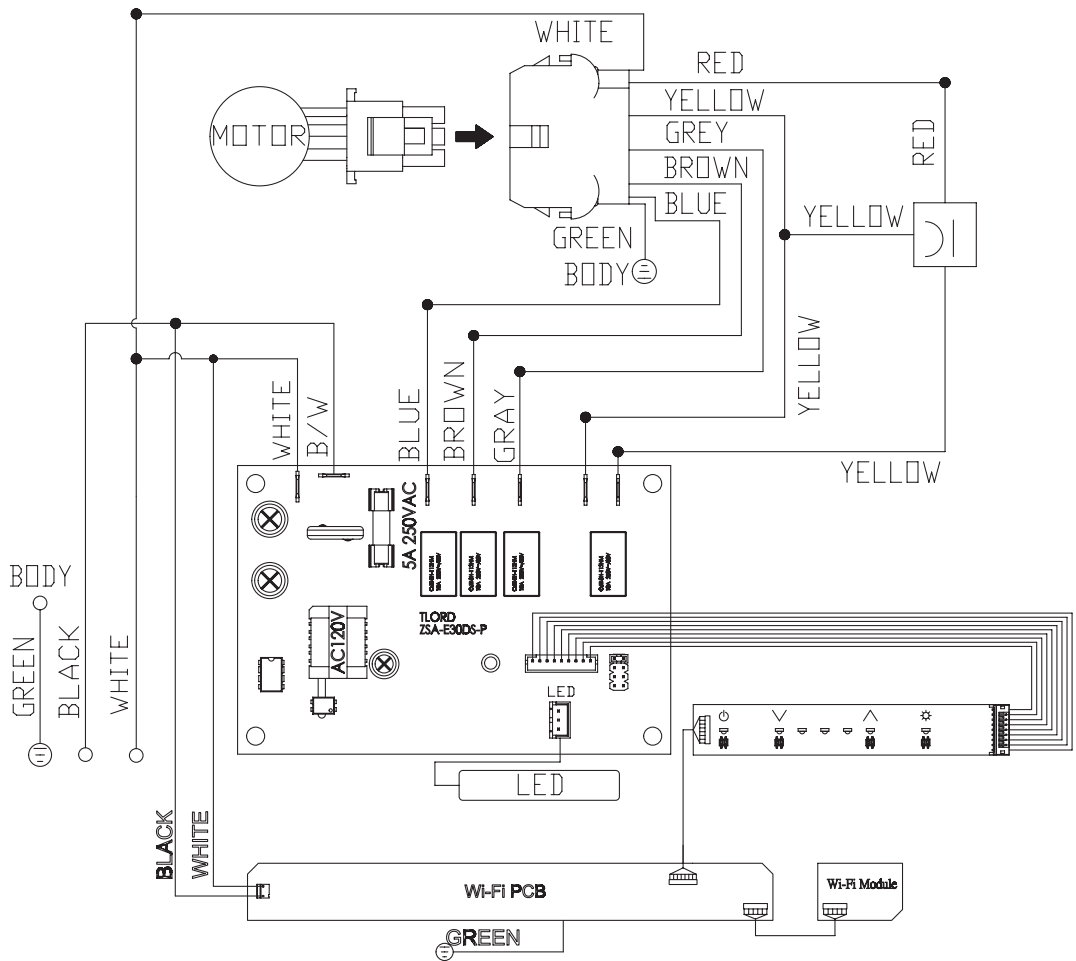 WHITE
RED
YELLOW
GREY
BROWN
BLUE
MOTOR
RED
YELLOW
GREEN
BODY
WHITE
B/W
BLUE
BROWN
GRAY
YELLOW
YELLOW
5A 250VAC
TLORD
ZSA-E30DS-P
AC120V
LED
LED
BODY
GREEN
BLACK
WHITE
BLACK
WHITE
Wi-Fi PCB
Wi-Fi Module
GREEN